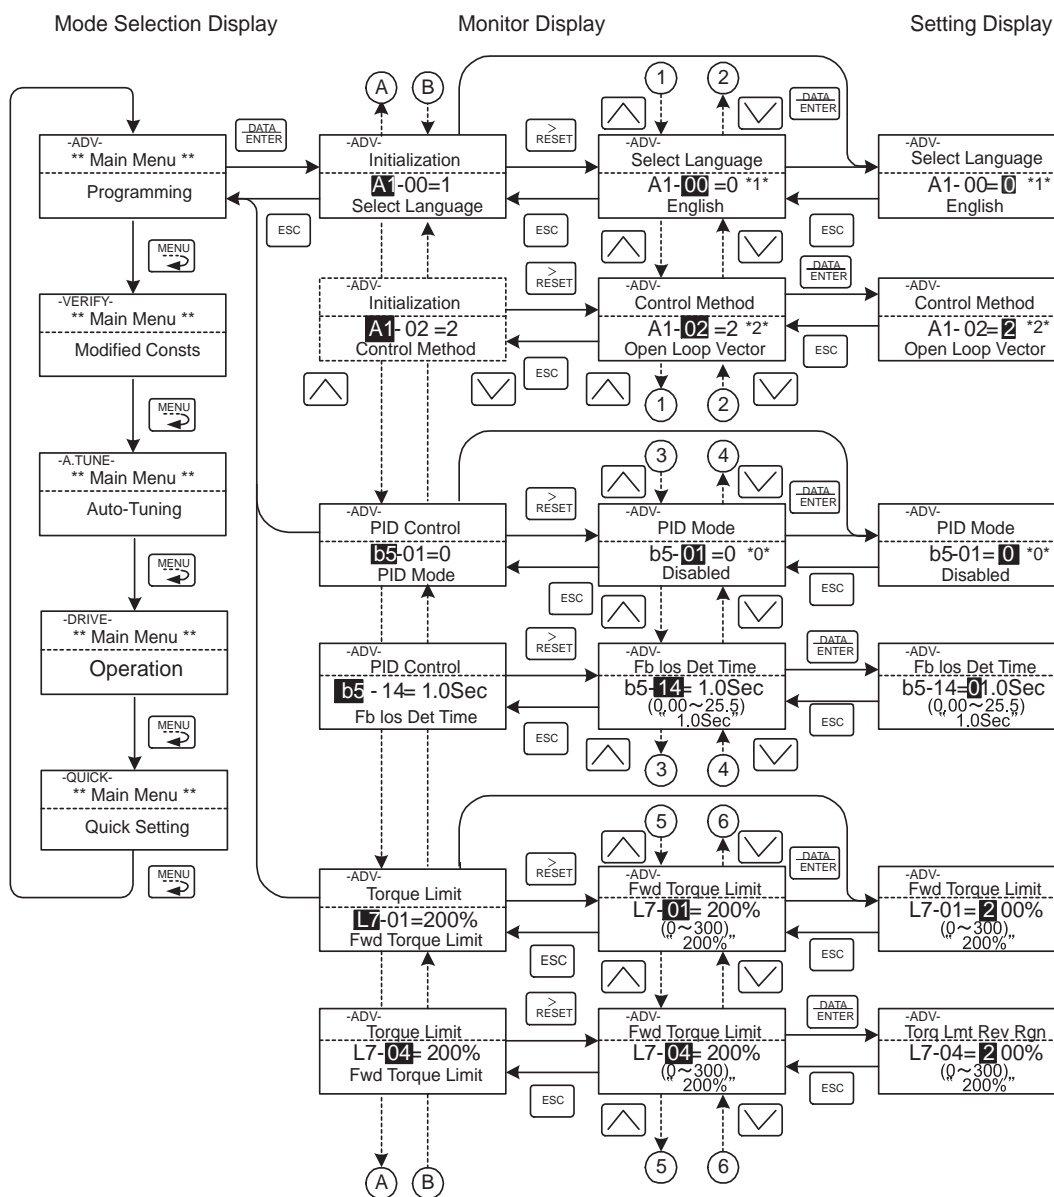 Mode Selection Display
Monitor Display
Setting Display
A
B
1
2
DATA
ENTER
-ADV-
** Main Menu **
Programming
DATA
ENTER
-ADV-
Initialization
A1-00=1
Select Language
>
RESET
-ADV-
Select Language
A1-00 =0 *1*
English
-ADV-
Select Language
A1- 00= 0 *1*
English
ESC
ESC
ESC
MENU
>
RESET
DATA
ENTER
-VERIFY-
** Main Menu **
Modified Consts
-ADV-
Initialization
A1- 02 =2
Control Method
-ADV-
Control Method
A1-02 =2 *2*
Open Loop Vector
-ADV-
Control Method
A1- 02= 2 *2*
Open Loop Vector
ESC
ESC
1
2
MENU
-A.TUNE-
** Main Menu **
Auto-Tuning
3
4
DATA
ENTER
>
RESET
-ADV-
PID Control
b5-01=0
PID Mode
-ADV-
PID Mode
b5-01 =0 *0*
Disabled
-ADV-
PID Mode
b5-01= 0 *0*
Disabled
MENU
ESC
ESC
-DRIVE-
** Main Menu **
Operation
>
RESET
DATA
ENTER
-ADV-
PID Control
b5 - 14= 1.0Sec
Fb los Det Time
-ADV-
Fb los Det Time
b5-14= 1.0Sec
(0.00~25.5)
“ 1.0Sec”
-ADV-
Fb los Det Time
b5-14=01.0Sec
(0.00~25.5)
“ 1.0Sec”
MENU
ESC
ESC
3
4
-QUICK-
** Main Menu **
Quick Setting
MENU
5
6
DATA
ENTER
>
RESET
-ADV-
Torque Limit
L7-01=200%
Fwd Torque Limit
-ADV-
Fwd Torque Limit
L7-01= 200%
(0~300)
“ 200%”
-ADV-
Fwd Torque Limit
L7-01= 2 00%
(0~300)
“ 200%”
ESC
ESC
>
RESET
DATA
ENTER
-ADV-
Torque Limit
L7-04= 200%
Fwd Torque Limit
-ADV-
Fwd Torque Limit
L7-04= 200%
(0~300)
“ 200%”
-ADV-
Torq Lmt Rev Rgn
L7-04= 2 00%
(0~300)
“ 200%”
ESC
ESC
A
B
5
6